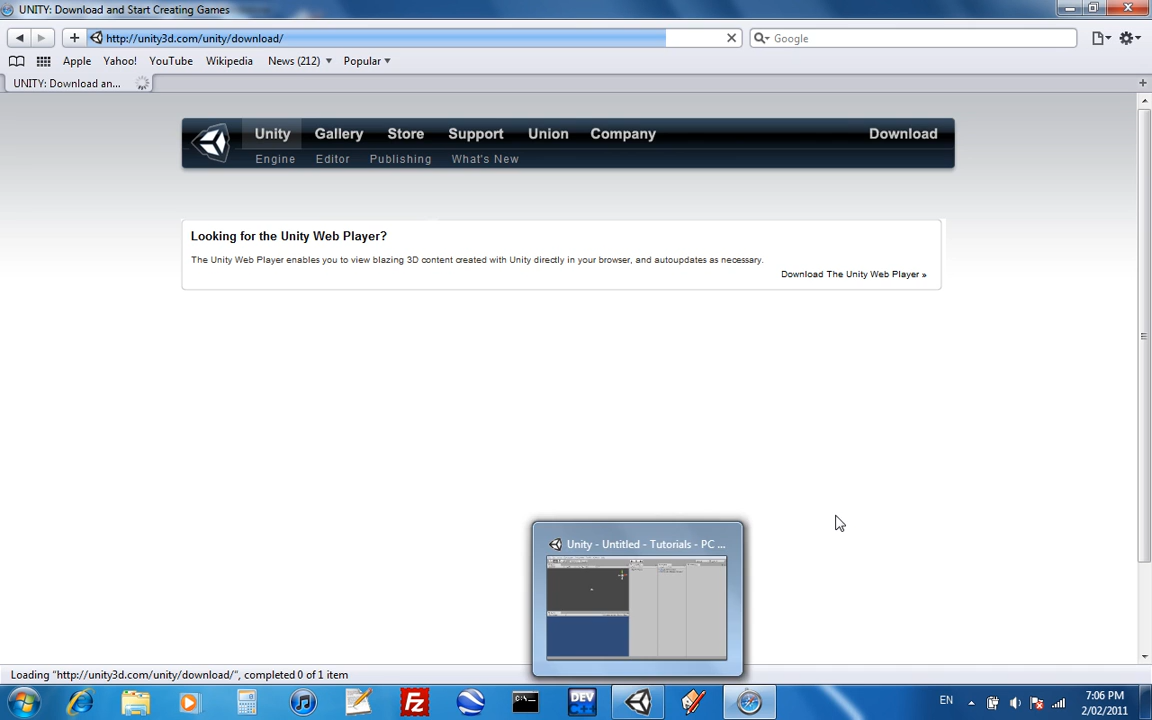 UNITY: Download and Start Creating Games
http://unity3d.com/unity/download/
Google
Apple
Yahoo!
YouTube
Wikipedia
News (212)
Popular
UNITY: Download an...
Unity
Gallery
Store
Support
Union
Company
Download
Engine
Editor
Publishing
What's New
Looking for the Unity Web Player?
The Unity Web Player enables you to view blazing 3D content created with Unity directly in your browser, and autoupdates as necessary.
Download The Unity Web Player »
Unity - Untitled - Tutorials - PC ...
Loading "http://unity3d.com/unity/download/", completed 0 of 1 item
C:\_
DEV
C++
EN
7:06 PM
2/02/2011